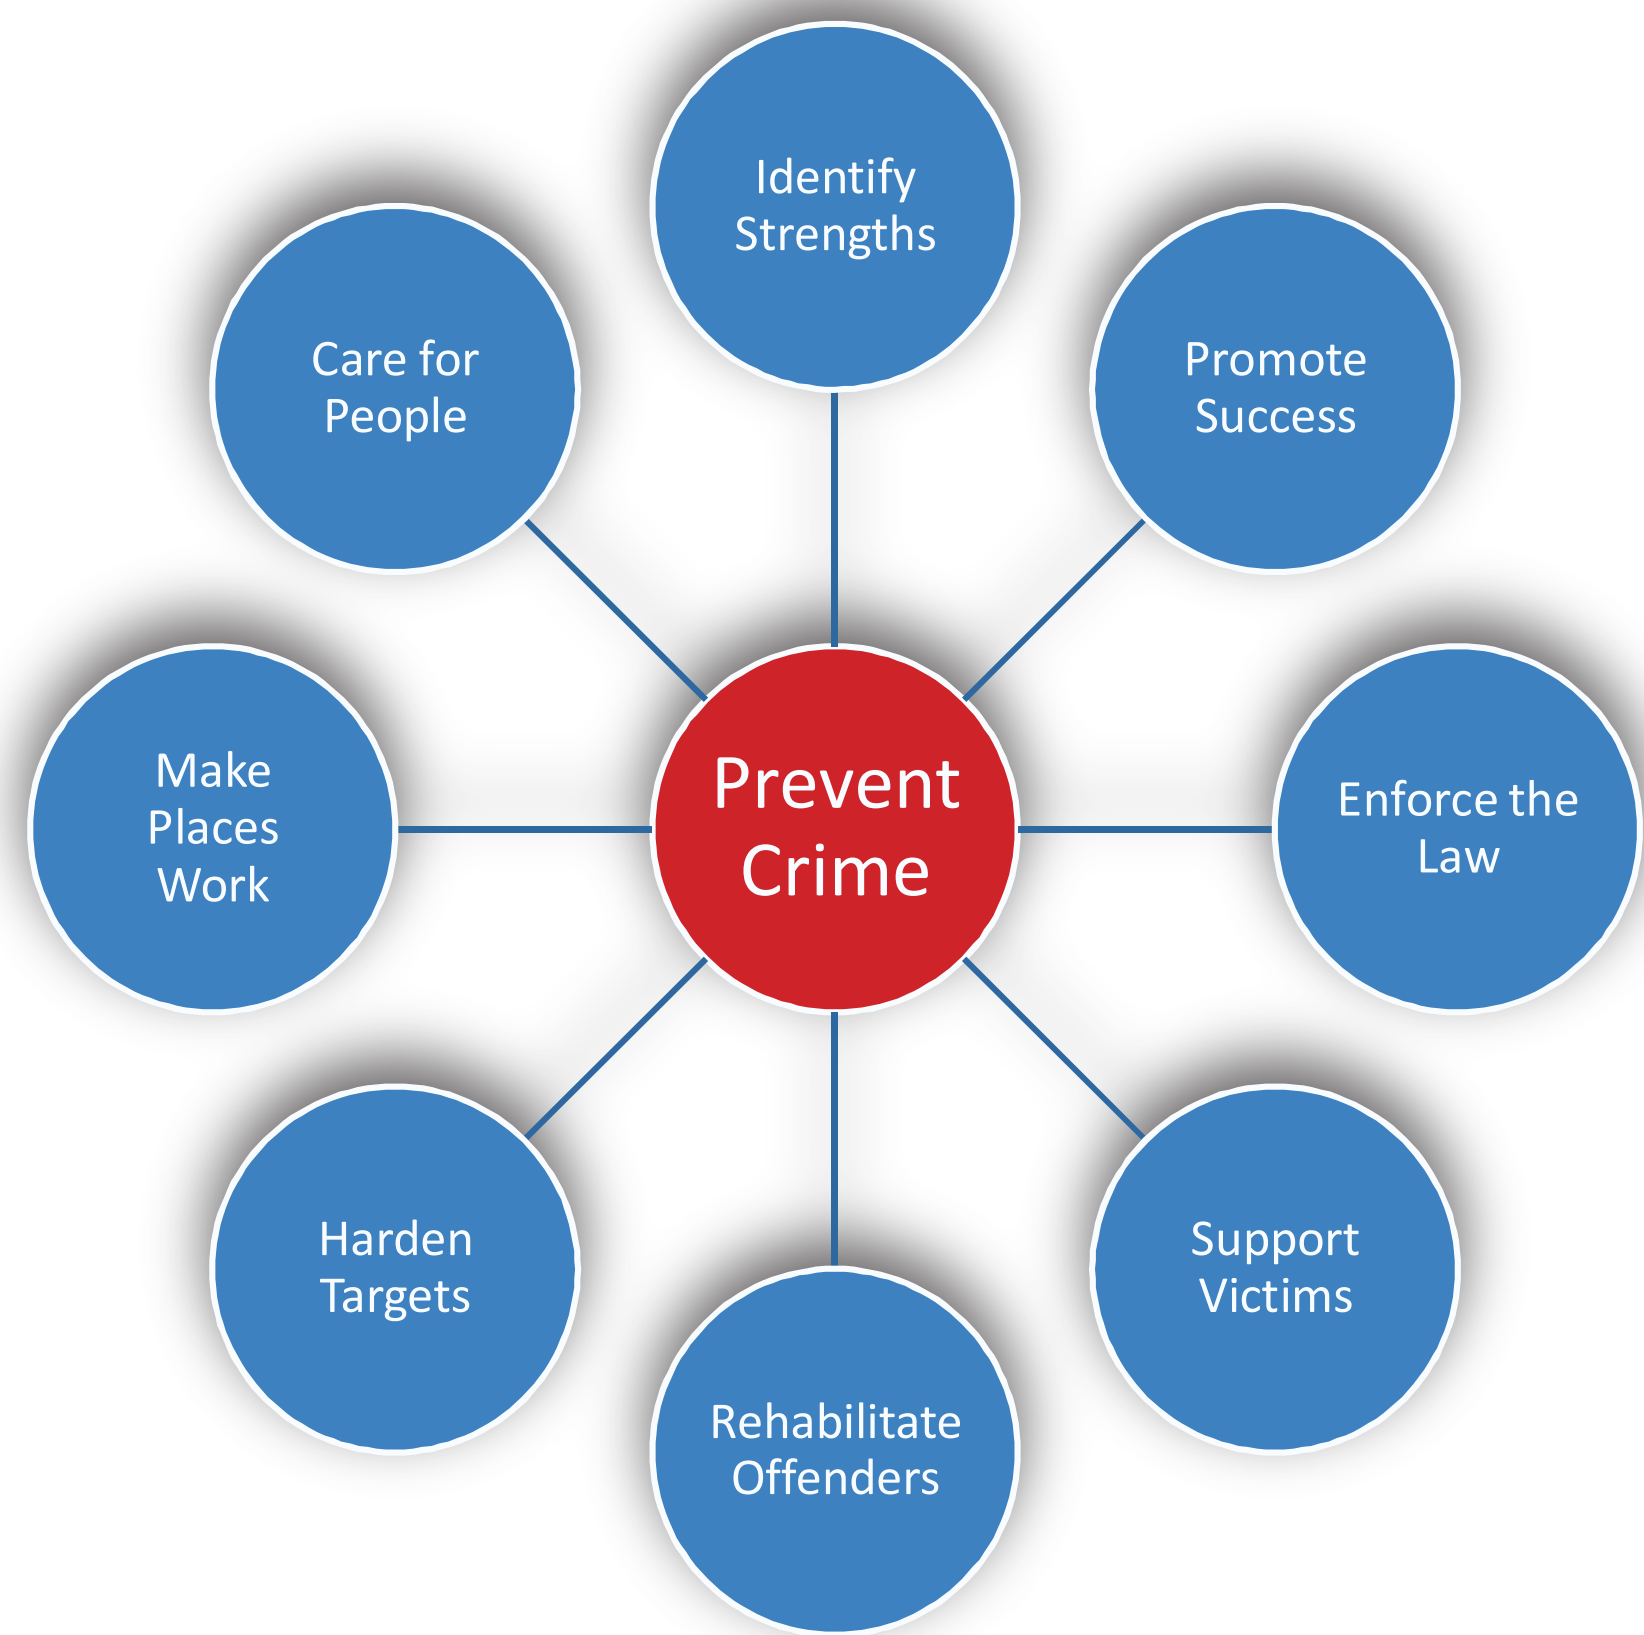 Identify
Strengths
Promote
Success
Enforce the
Law
Support
Victims
Rehabilitate
Offenders
Harden
Targets
Make
Places
Work
Care for
People
Prevent
Crime